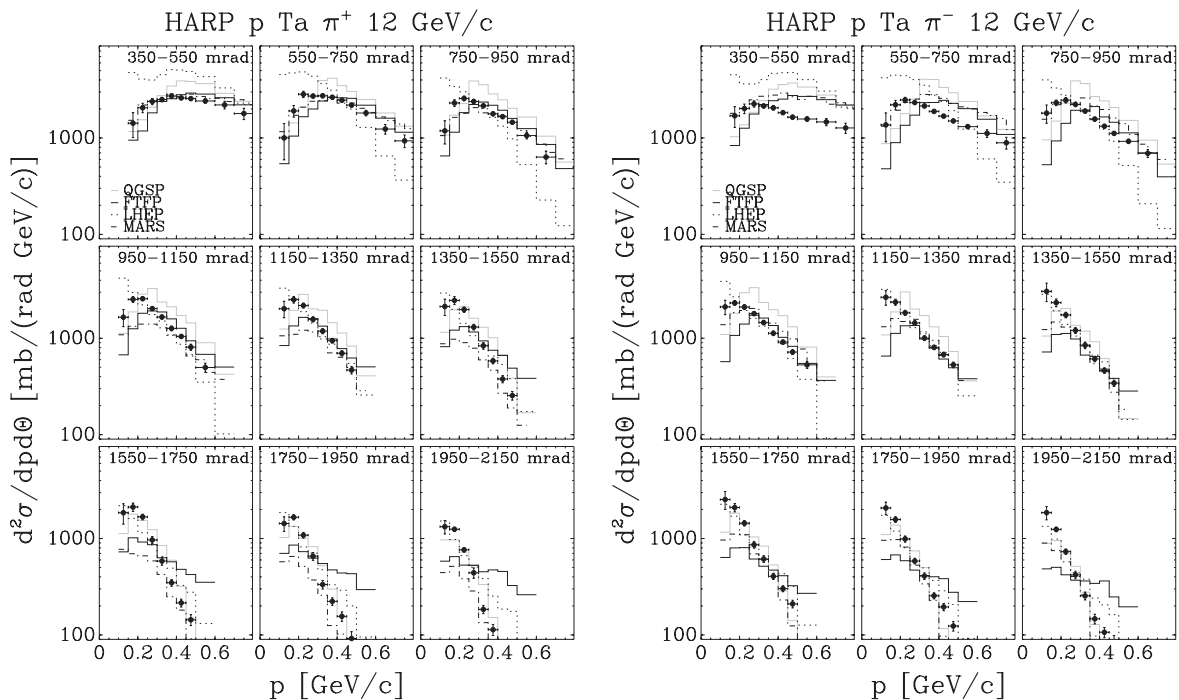 HARP p Ta π⁺ 12 GeV/c
d²σ/dpdΘ [mb/(rad GeV/c)]
350−550 mrad
550−750 mrad
750−950 mrad
1000
QGSP
FTFP
LHEP
MARS
100
950−1150 mrad
1150−1350 mrad
1350−1550 mrad
1000
100
1550−1750 mrad
1750−1950 mrad
1950−2150 mrad
1000
100
0 0.2 0.4 0.6 0 0.2 0.4 0.6 0 0.2 0.4 0.6
p [GeV/c]
HARP p Ta π⁻ 12 GeV/c
d²σ/dpdΘ [mb/(rad GeV/c)]
350−550 mrad
550−750 mrad
750−950 mrad
1000
QGSP
FTFP
LHEP
MARS
100
950−1150 mrad
1150−1350 mrad
1350−1550 mrad
1000
100
1550−1750 mrad
1750−1950 mrad
1950−2150 mrad
1000
100
0 0.2 0.4 0.6 0 0.2 0.4 0.6 0 0.2 0.4 0.6
p [GeV/c]